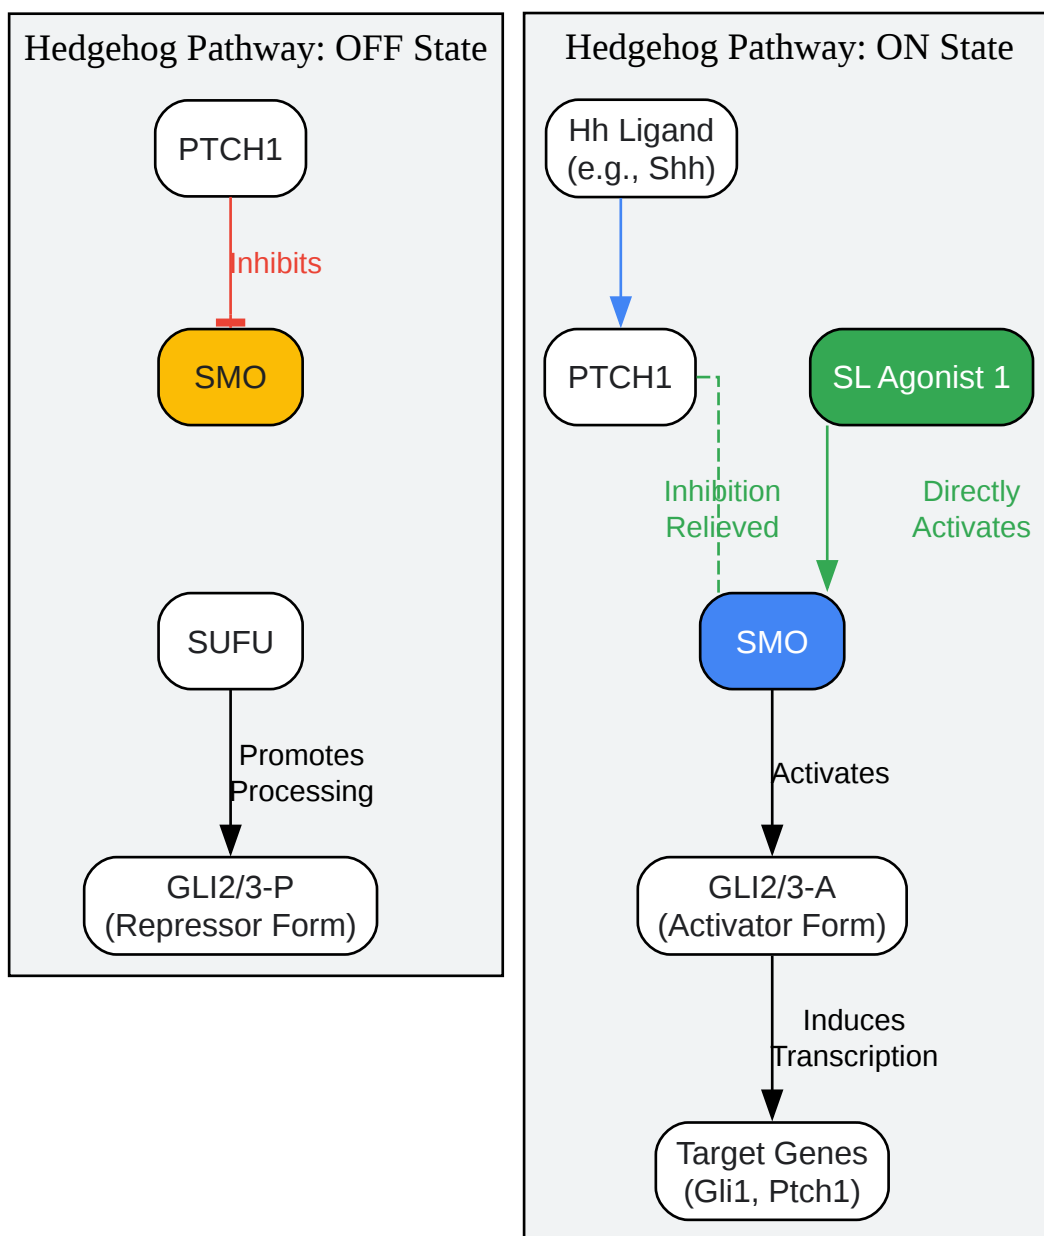 Hedgehog Pathway: OFF State
PTCH1
Inhibits
SMO
SUFU
Promotes
Processing
GLI2/3-P
(Repressor Form)
Hedgehog Pathway: ON State
Hh Ligand
(e.g., Shh)
PTCH1
SL Agonist 1
Inhibition
Relieved
Directly
Activates
SMO
Activates
GLI2/3-A
(Activator Form)
Induces
Transcription
Target Genes
(Gli1, Ptch1)